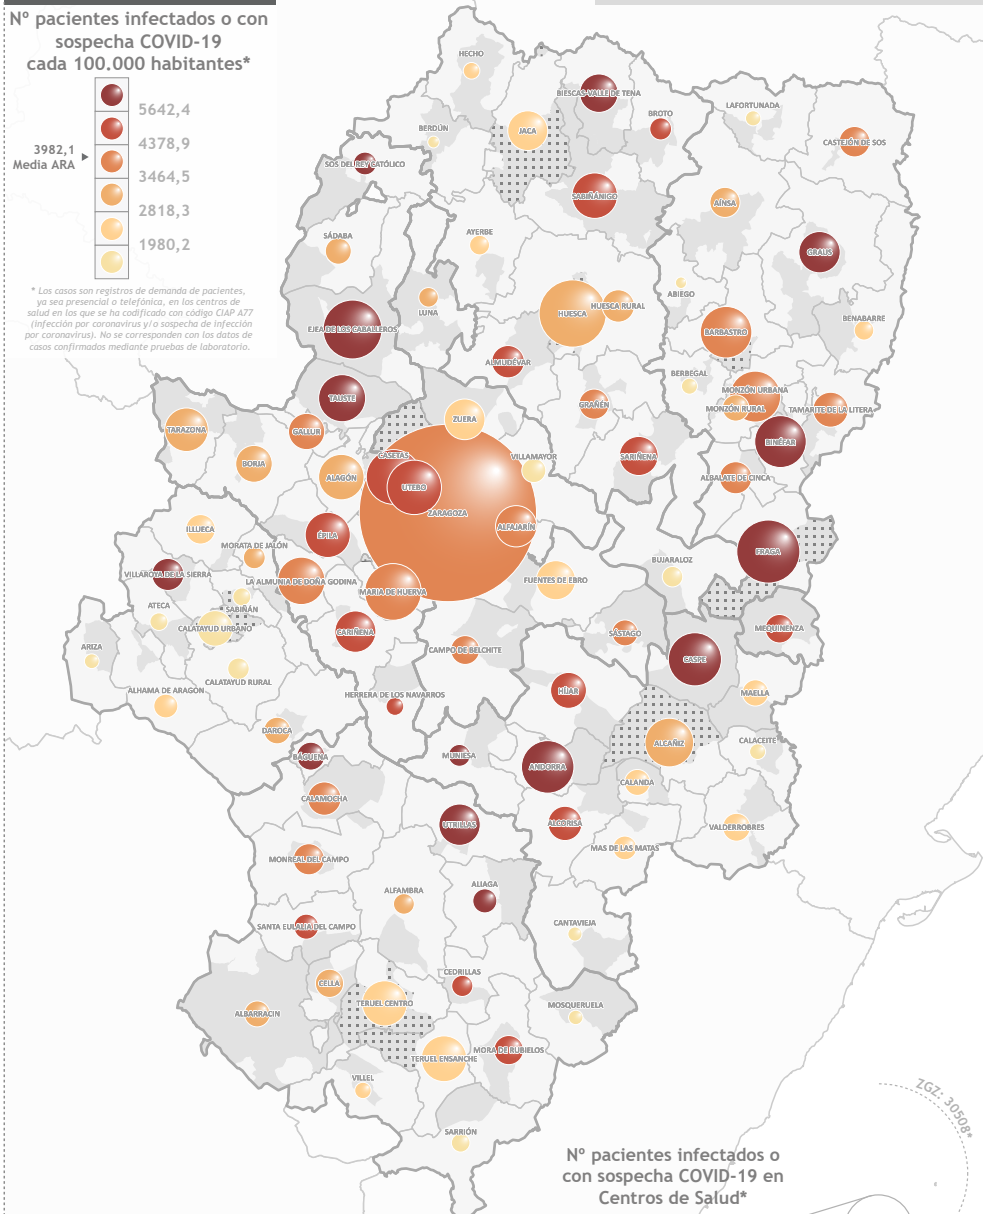 Nº pacientes infectados o con
sospecha COVID-19
cada 100.000 habitantes*
5642,4
4378,9
3982,1
Media ARA
3464,5
2818,3
1980,2
* Los casos son registros de demanda de pacientes,
ya sea presencial o telefónica, en los centros de
salud en los que se ha codificado con código CIAP A77
(infección por coronavirus y/o sospecha de infección
por coronavirus). No se corresponden con los datos de
casos confirmados mediante pruebas de laboratorio.
HECHO
BIESCAS-VALLE DE TENA
LAFORTUNADA
BROTO
BERDÚN
JACA
CASTEJÓN DE SOS
SOS DEL REY CATÓLICO
SABIÑÁNIGO
AÍNSA
SÁDABA
AYERBE
GRAUS
ABIEGO
LUNA
HUESCA RURAL
HUESCA
BENABARRE
EJEA DE LOS CABALLEROS
BARBASTRO
ALMUDÉVAR
BERBEGAL
MONZÓN URBANA
TAUSTE
GRAÑÉN
MONZÓN RURAL
TAMARITE DE LA LITERA
ZUERA
TARAZONA
GALLUR
BINÉFAR
CASETAS
VILLAMAYOR
SARIÑENA
BORJA
ALAGÓN
UTEBO
ALBALATE DE CINCA
ZARAGOZA
ALFAJARÍN
ILLUECA
ÉPILA
MORATA DE JALÓN
FRAGA
BUJARALOZ
VILLAROYA DE LA SIERRA
LA ALMUNIA DE DOÑA GODINA
FUENTES DE EBRO
MARIA DE HUERVA
ATECA
SABIÑÁN
CALATAYUD URBANO
CARIÑENA
SÁSTAGO
MEQUINENZA
ARIZA
CAMPO DE BELCHITE
CASPE
CALATAYUD RURAL
ALHAMA DE ARAGÓN
HERRERA DE LOS NAVARROS
HÍJAR
MAELLA
DAROCA
ALCAÑIZ
CALACEITE
BÁGUENA
MUNIESA
ANDORRA
CALANDA
CALAMOCHA
UTRILLAS
ALCORISA
VALDERROBRES
MAS DE LAS MATAS
MONREAL DEL CAMPO
ALFAMBRA
ALIAGA
SANTA EULALIA DEL CAMPO
CANTAVIEJA
CEDRILLAS
CELLA
TERUEL CENTRO
MOSQUERUELA
ALBARRACIN
MORA DE RUBIELOS
TERUEL ENSANCHE
VILLEL
SARRIÓN
ZGZ: 30508*
Nº pacientes infectados o
con sospecha COVID-19 en
Centros de Salud*